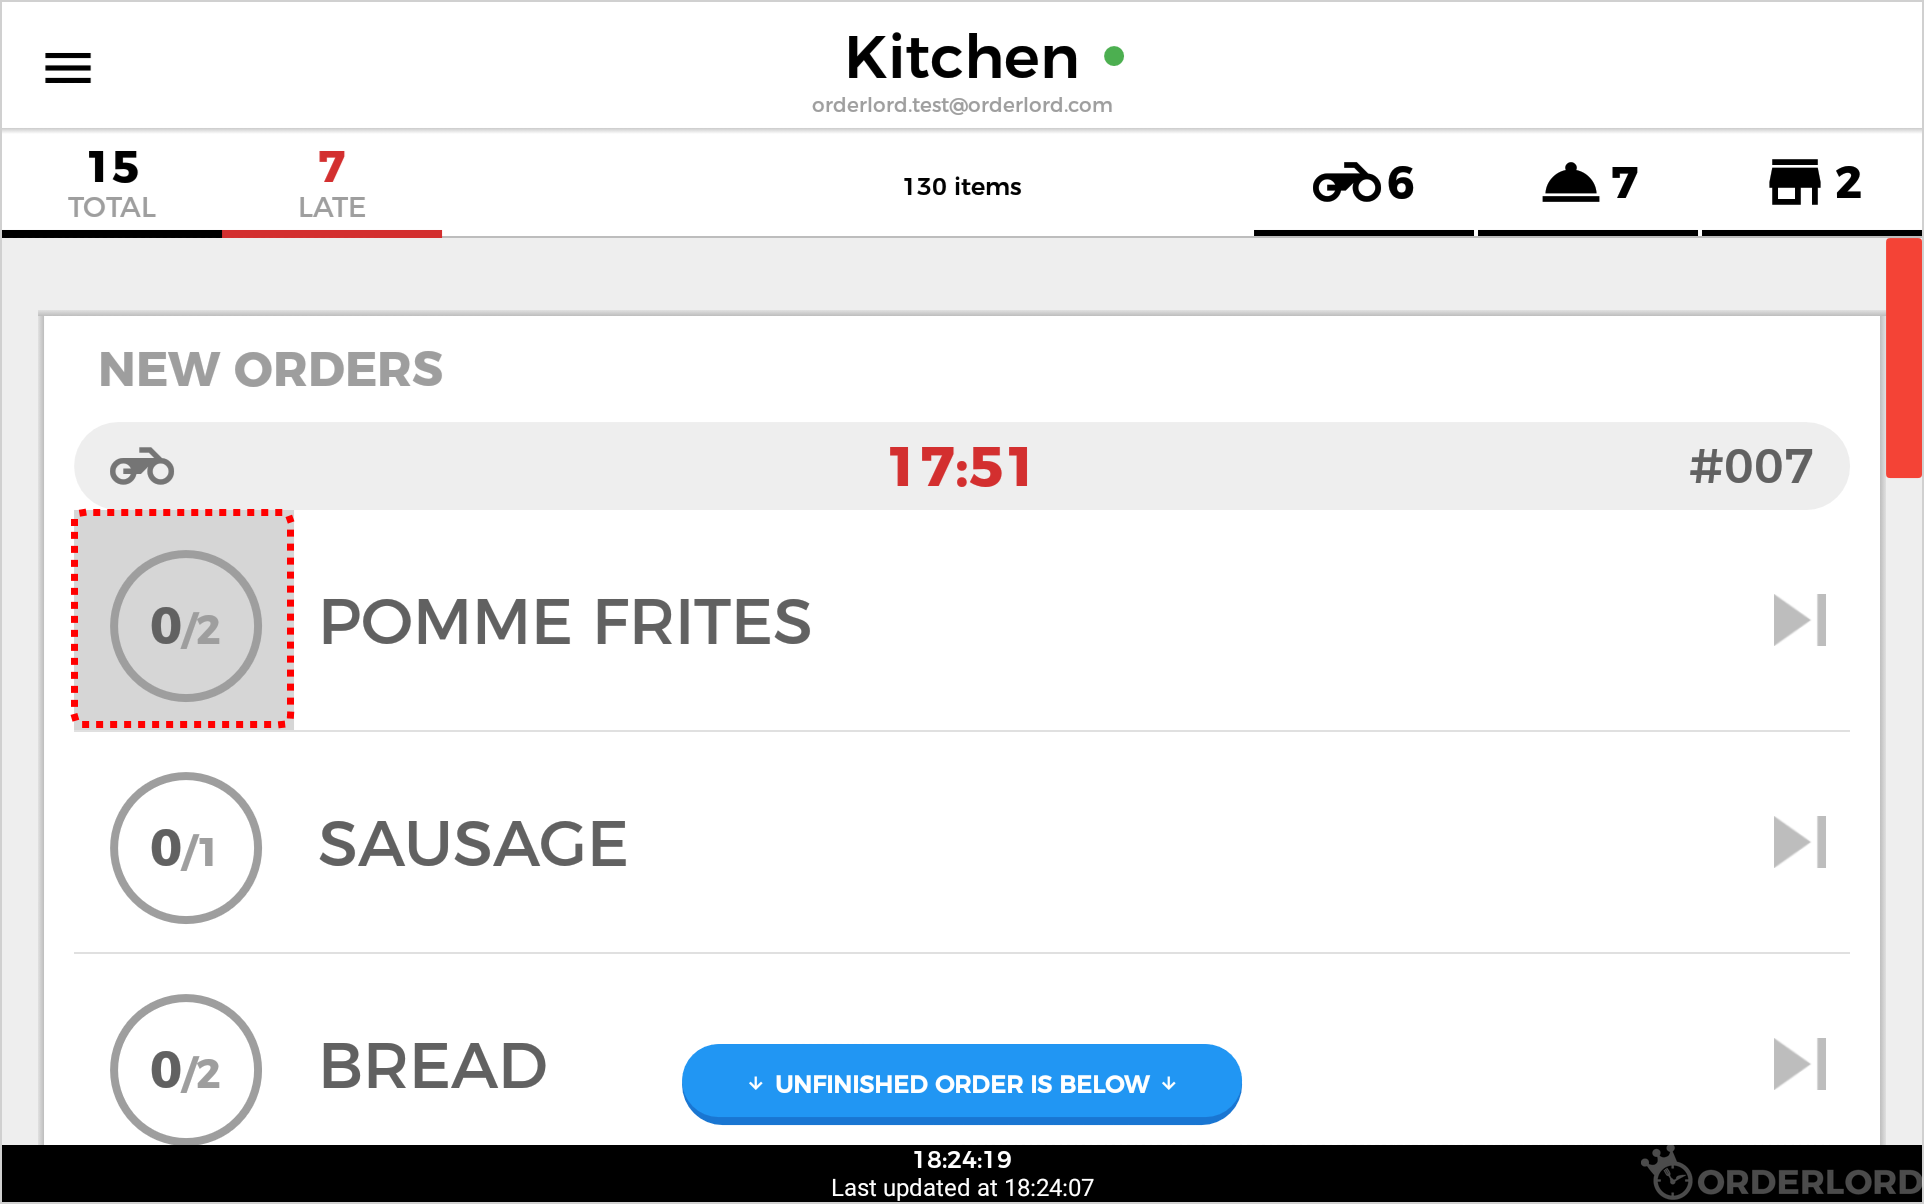 Kitchen
orderlord.test@orderlord.com
15
TOTAL
7
LATE
130 items
6
7
2
NEW ORDERS
17:51
#007
0/2
POMME FRITES
0/1
SAUSAGE
0/2
BREAD
↓ UNFINISHED ORDER IS BELOW ↓
18:24:19
Last updated at 18:24:07
ORDERLORD